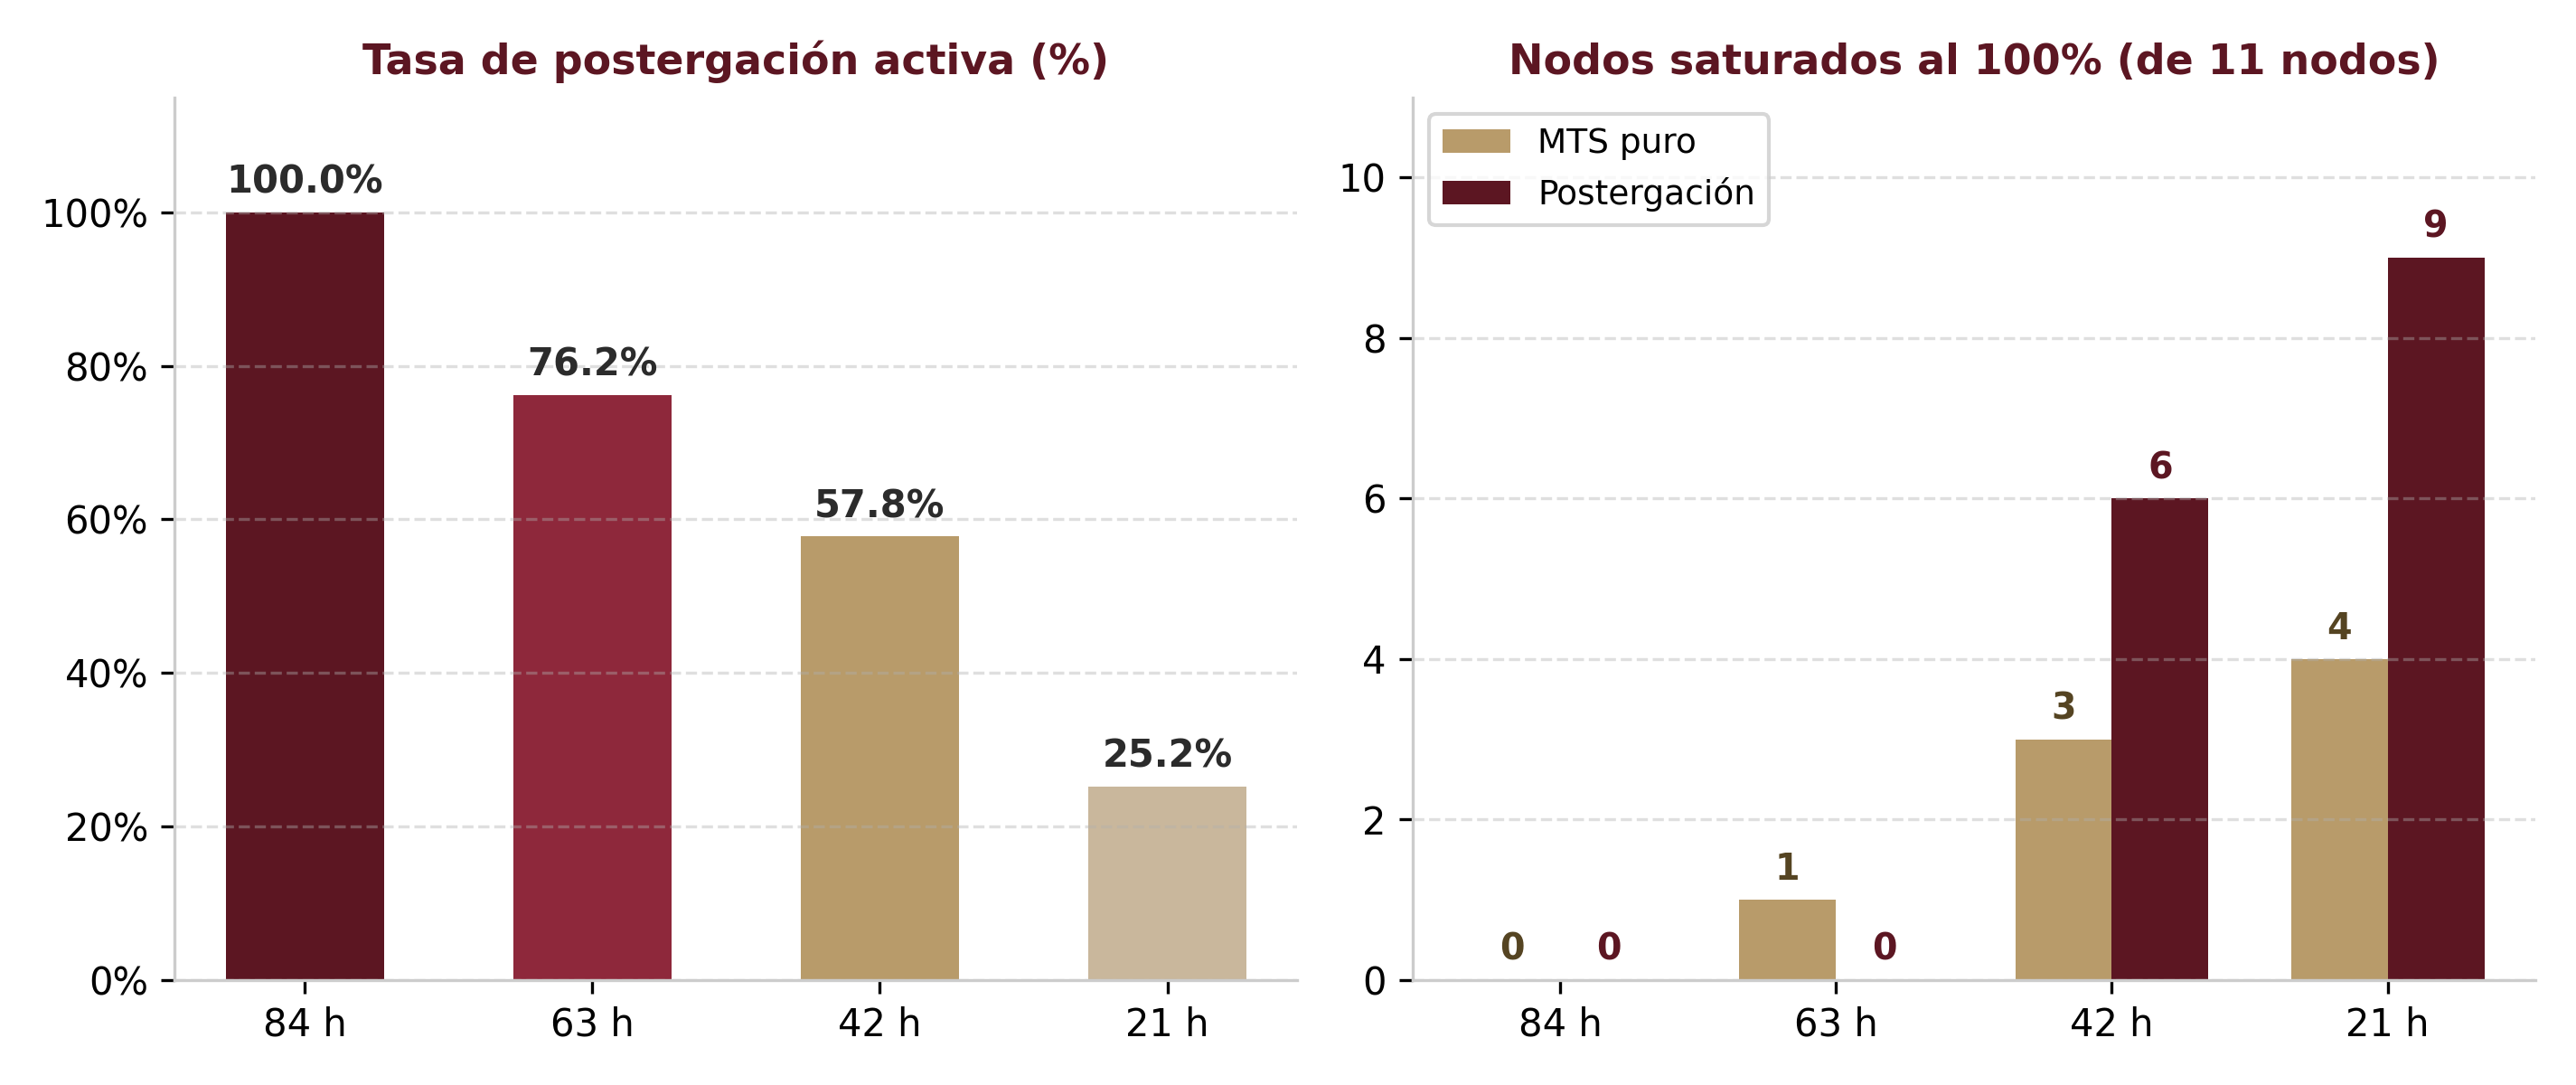 Tasa de postergación activa (%)
100%
80%
60%
40%
20%
0%
100.0%
76.2%
57.8%
25.2%
84 h
63 h
42 h
21 h
Nodos saturados al 100% (de 11 nodos)
MTS puro
Postergación
10
8
6
4
2
0
0
0
1
0
3
6
4
9
84 h
63 h
42 h
21 h